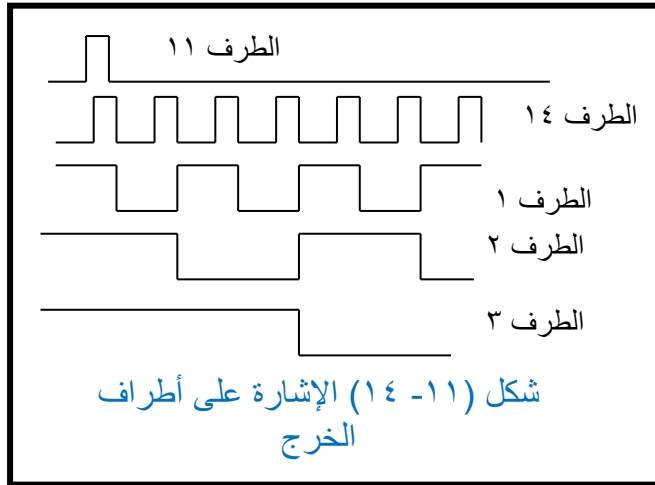 الطرف ١١
الطرف ١٤
الطرف ١
الطرف ٢
الطرف ٣
شكل (١١- ١٤) الإشارة على أطراف
الخرج